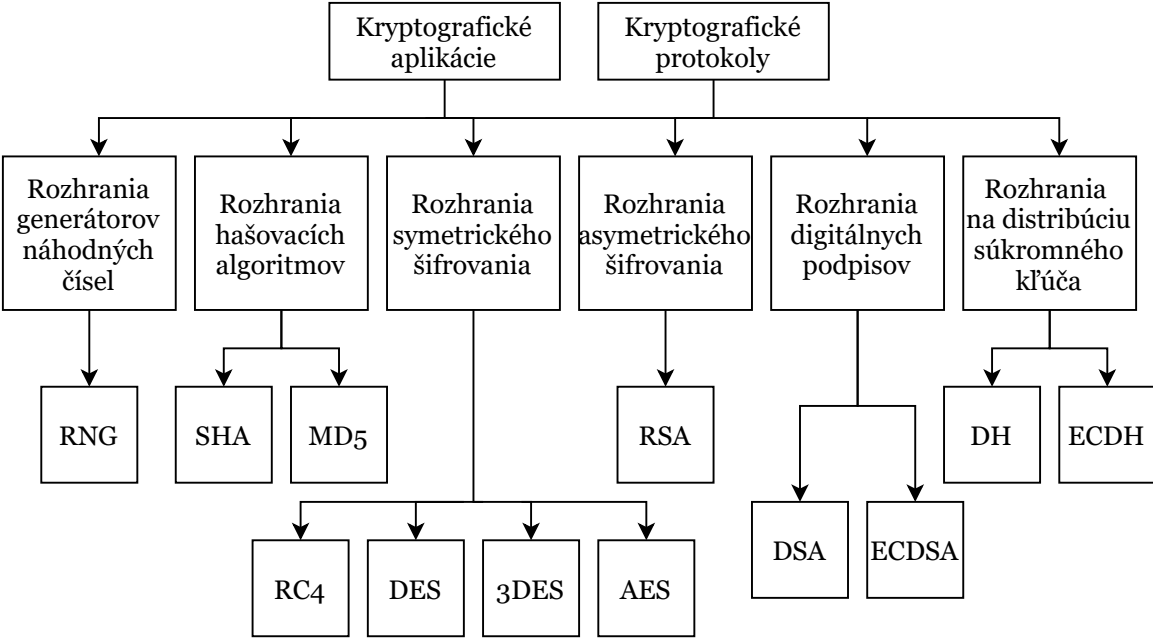 Kryptografické
aplikácie
Kryptografické
protokoly
Rozhrania
generátorov
náhodných
čísel
Rozhrania
hašovacích
algoritmov
Rozhrania
symetrického
šifrovania
Rozhrania
asymetrického
šifrovania
Rozhrania
digitálnych
podpisov
Rozhrania
na distribúciu
súkromného
kľúča
RNG
SHA
MD5
RSA
DH
ECDH
DSA
ECDSA
RC4
DES
3DES
AES